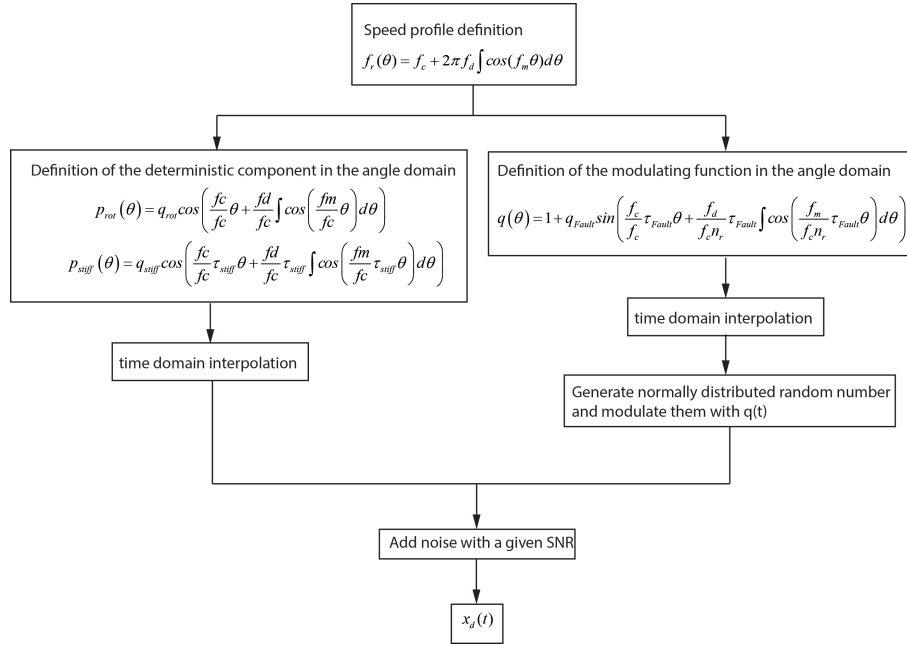 Speed profile definition
f_r(θ) = f_c + 2π f_d ∫ cos(f_m θ)dθ
Definition of the deterministic component in the angle domain
p_rot(θ) = q_rot cos(fc/fc θ + fd/fc ∫ cos(fm/fc θ)dθ)
p_stiff(θ) = q_stiff cos(fc/fc τ_stiff θ + fd/fc τ_stiff ∫ cos(fm/fc τ_stiff θ)dθ)
time domain interpolation
Definition of the modulating function in the angle domain
q(θ) = 1 + q_Fault sin(f_c/f_c τ_Fault θ + f_d/f_c n_r τ_Fault ∫ cos(f_m/f_c n_r τ_Fault θ)dθ)
time domain interpolation
Generate normally distributed random number
and modulate them with q(t)
Add noise with a given SNR
x_d(t)